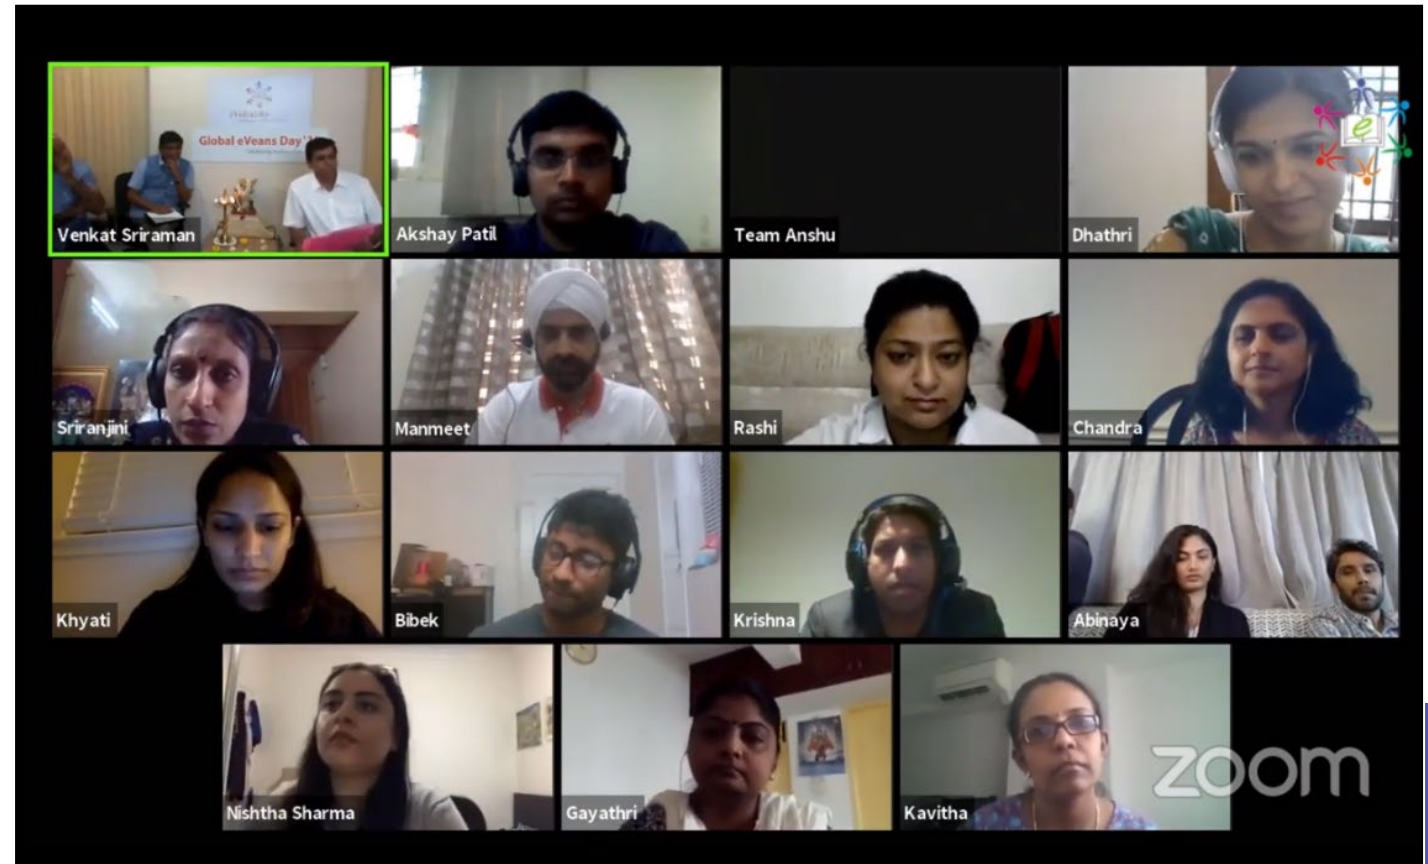 Global eVeans Day'
Venkat Sriraman
Akshay Patil
Team Anshu
e
Dhathri
Sriranjini
Manmeet
Rashi
Chandra
Khyati
Bibek
Krishna
Abinaya
Nishtha Sharma
Gayathri
Kavitha
zoom